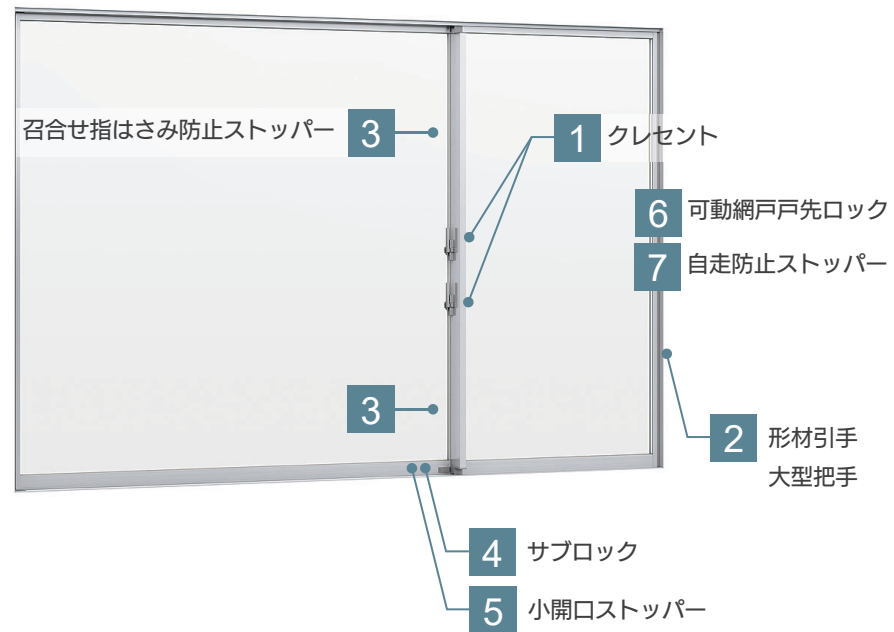 召合せ指はさみ防止ストッパー 3
1 クレセント
6 可動網戸戸先ロック
7 自走防止ストッパー
3
2 形材引手
大型把手
4 サブロック
5 小開口ストッパー